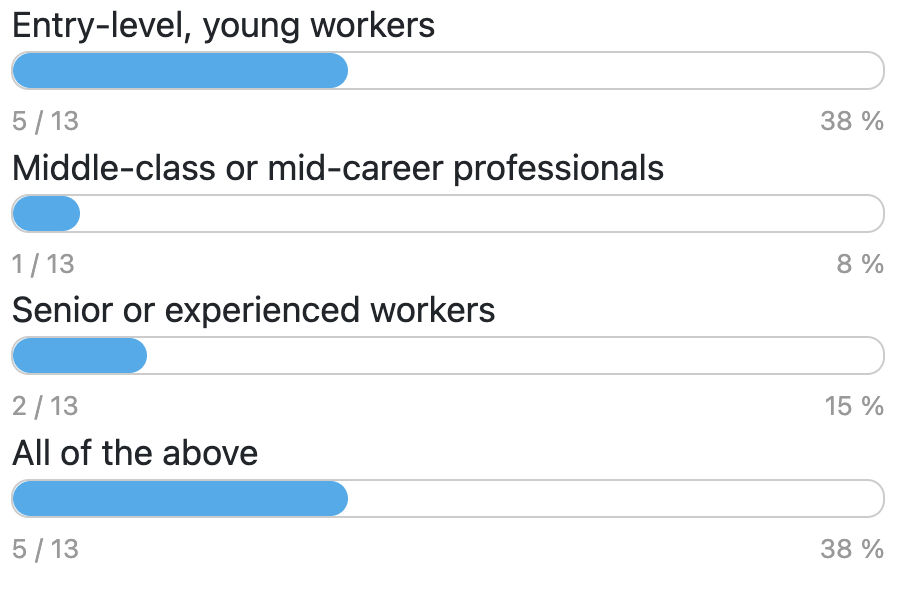 Entry-level, young workers
5 / 13 38 %
Middle-class or mid-career professionals
1 / 13 8 %
Senior or experienced workers
2 / 13 15 %
All of the above
5 / 13 38 %